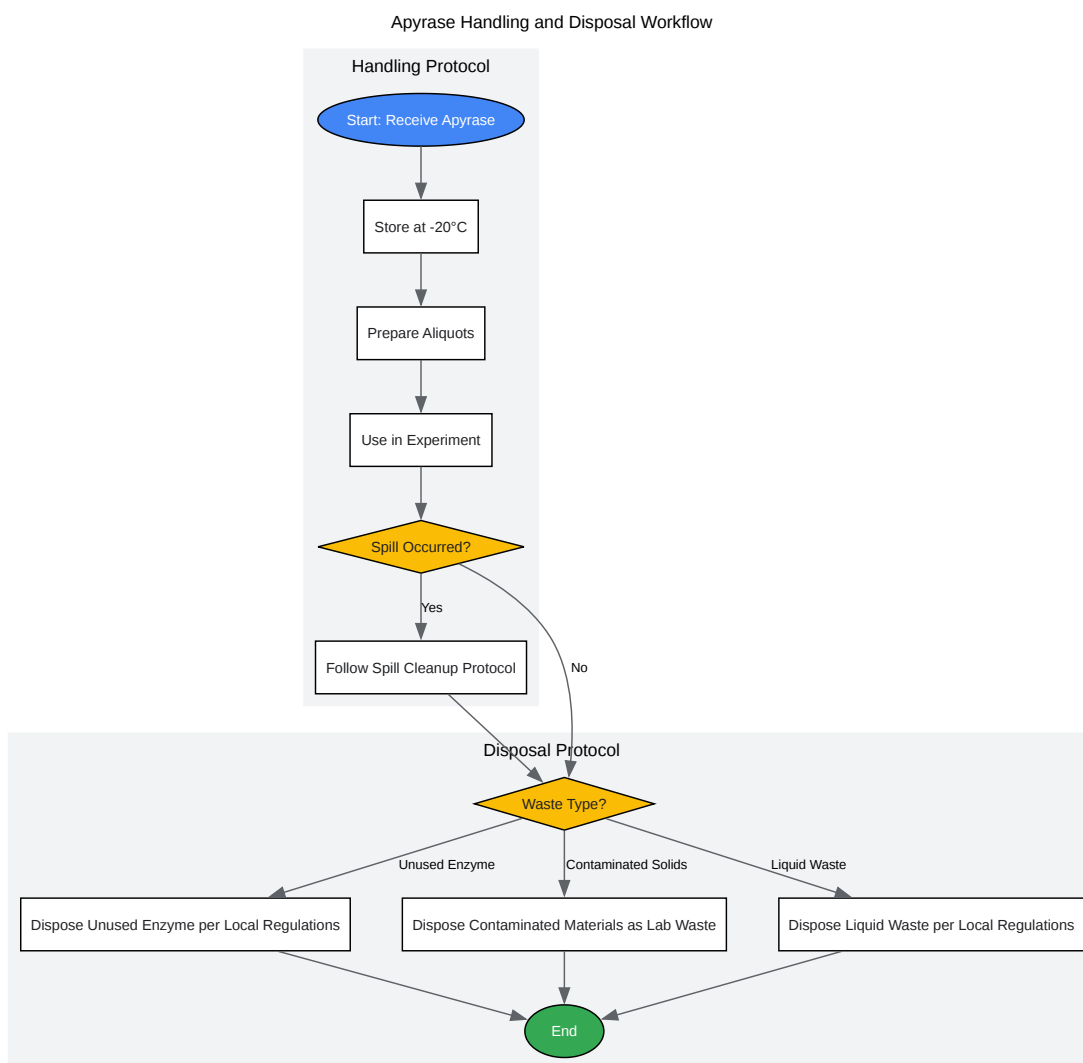 Apyrase Handling and Disposal Workflow
Handling Protocol
Start: Receive Apyrase
Store at -20°C
Prepare Aliquots
Use in Experiment
Spill Occurred?
Yes
Follow Spill Cleanup Protocol
No
Disposal Protocol
Waste Type?
Unused Enzyme
Contaminated Solids
Liquid Waste
Dispose Unused Enzyme per Local Regulations
Dispose Contaminated Materials as Lab Waste
Dispose Liquid Waste per Local Regulations
End